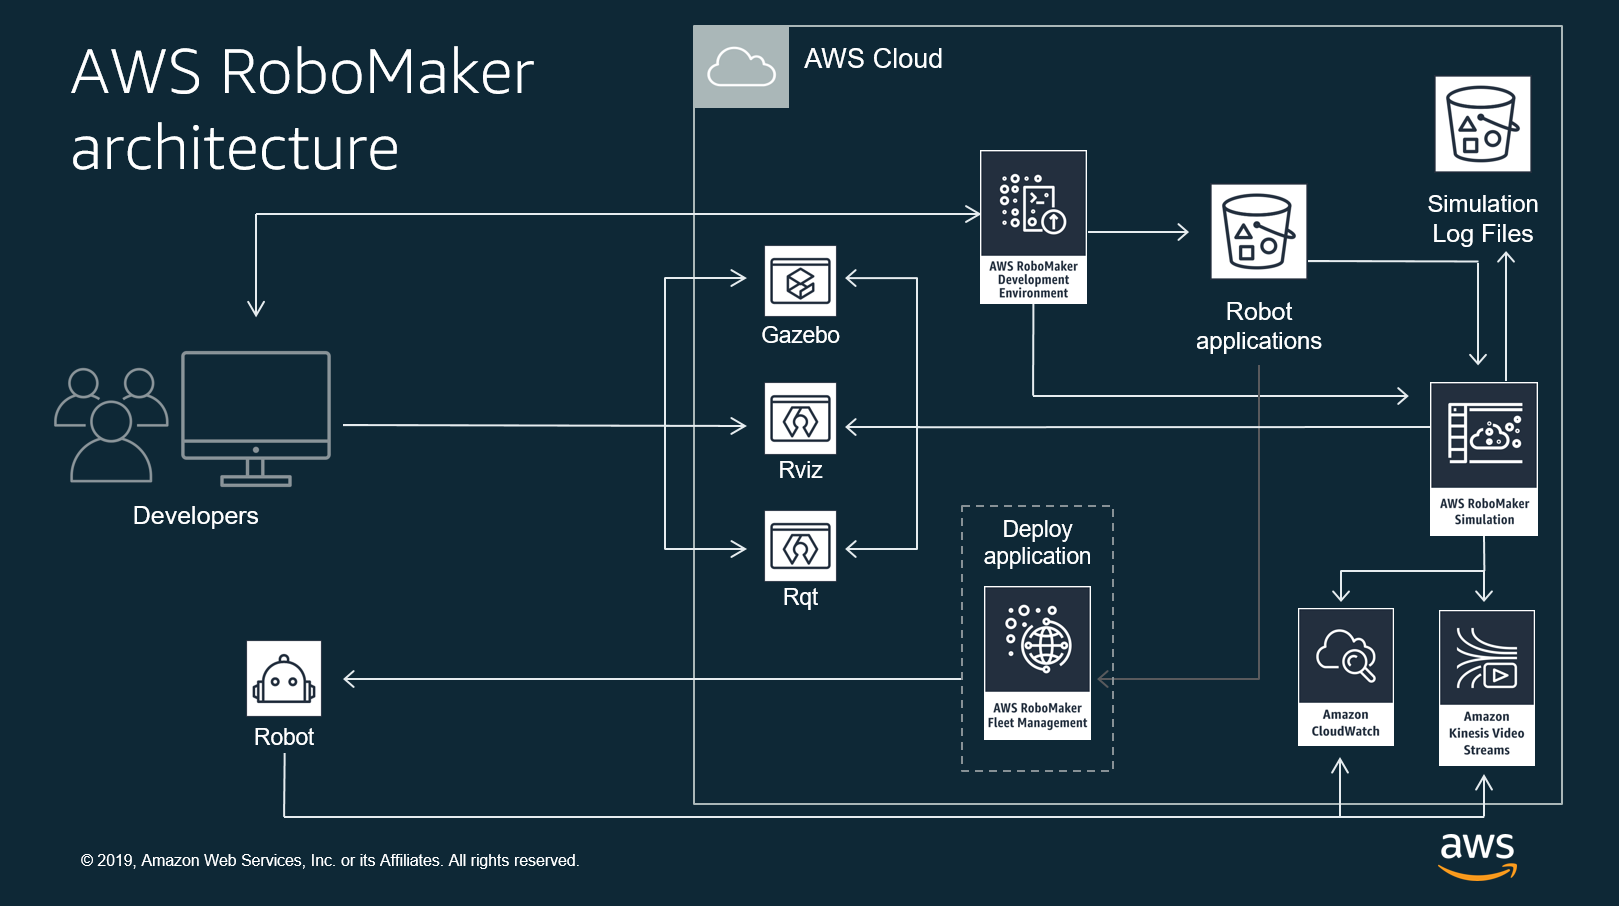 AWS RoboMaker
architecture
AWS Cloud
Simulation
Log Files
AWS RoboMaker
Development
Environment
Robot
applications
Gazebo
Rviz
Rqt
Developers
AWS RoboMaker
Simulation
Deploy
application
AWS RoboMaker
Fleet Management
Robot
Amazon
CloudWatch
Amazon
Kinesis Video
Streams
© 2019, Amazon Web Services, Inc. or its Affiliates. All rights reserved.
aws